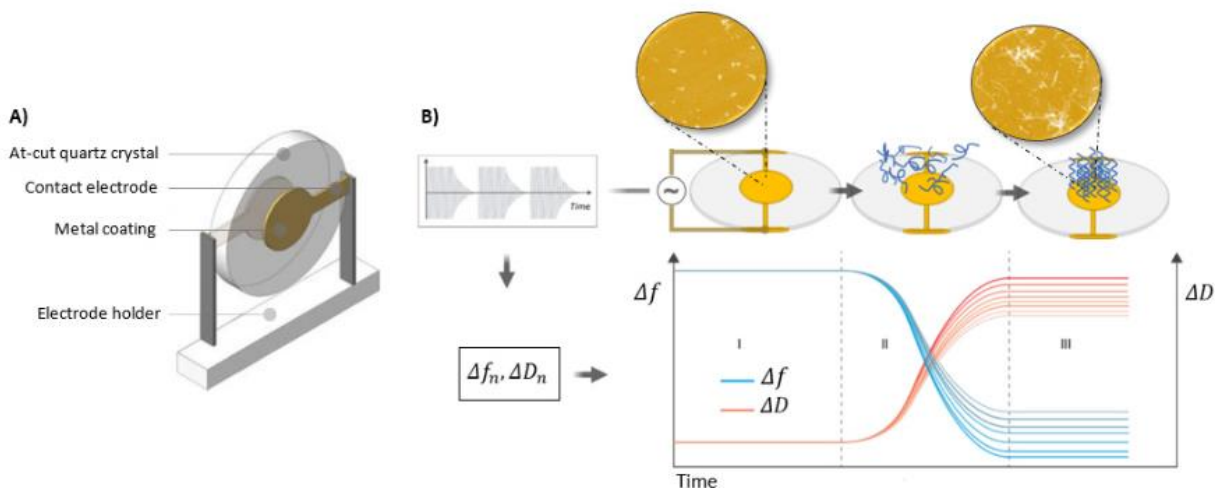 A)
At-cut quartz crystal
Contact electrode
Metal coating
Electrode holder
B)
Time
~
Δf_n, ΔD_n
Δf
ΔD
I
II
III
Δf
ΔD
Time